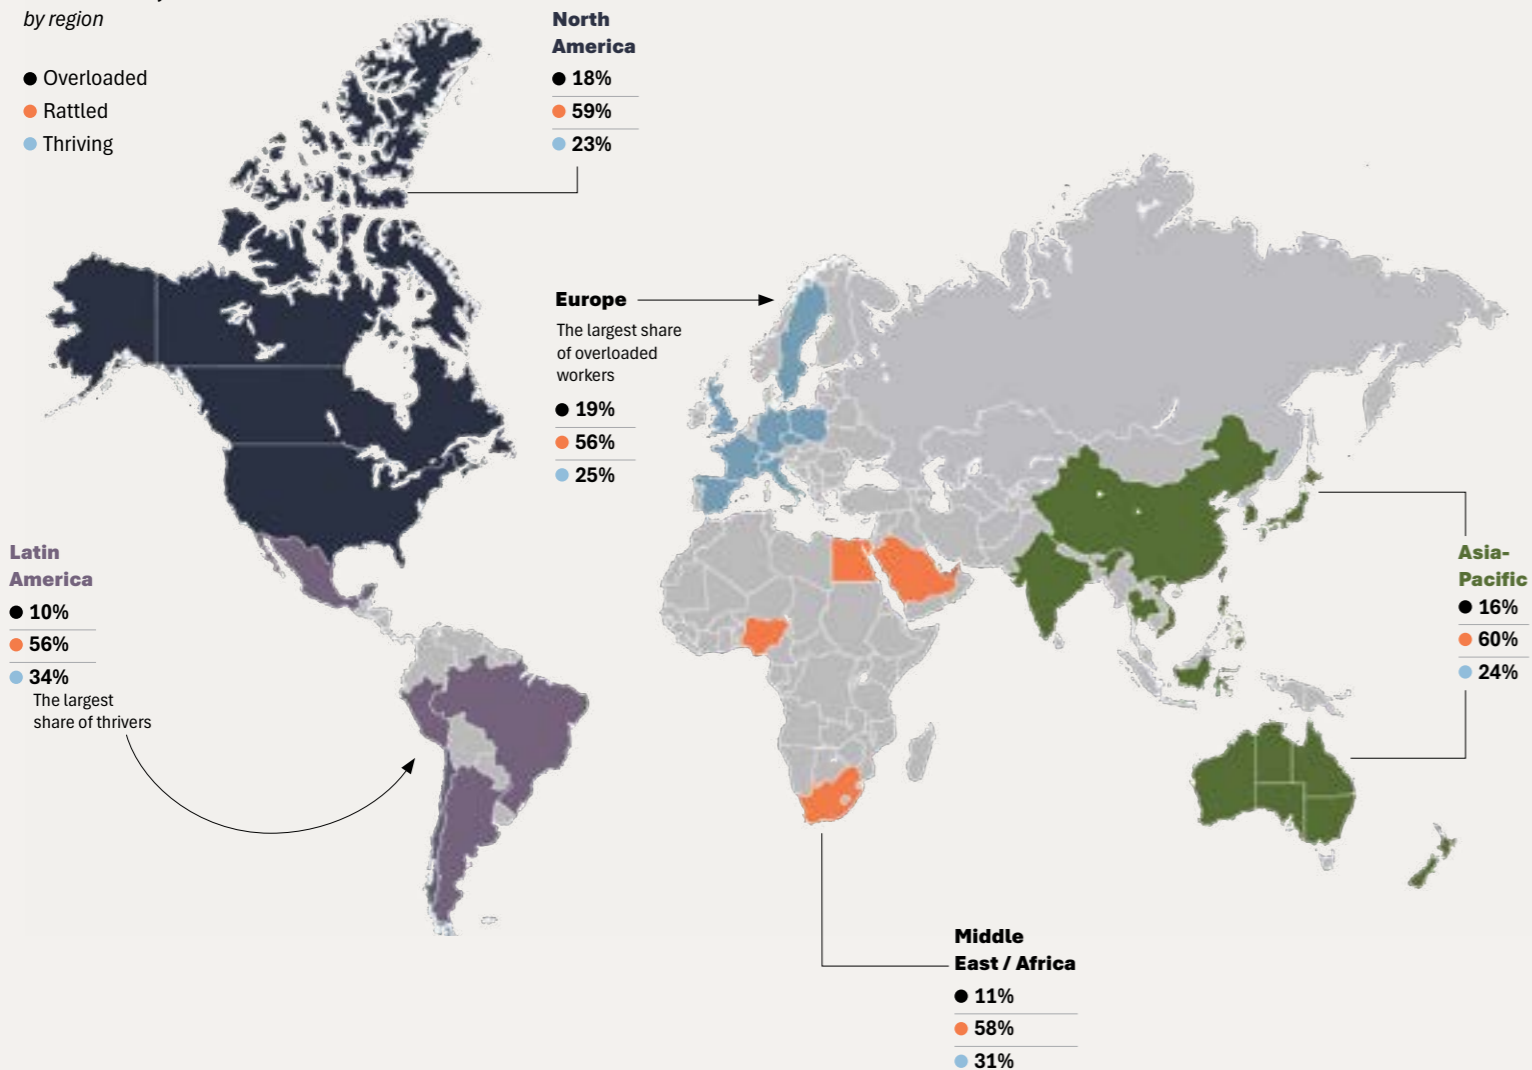 by region
Overloaded
Rattled
Thriving
North
America
18%
59%
23%
Europe
The largest share
of overloaded
workers
19%
56%
25%
Latin
America
10%
56%
34%
The largest
share of thrivers
Asia-
Pacific
16%
60%
24%
Middle
East / Africa
11%
58%
31%